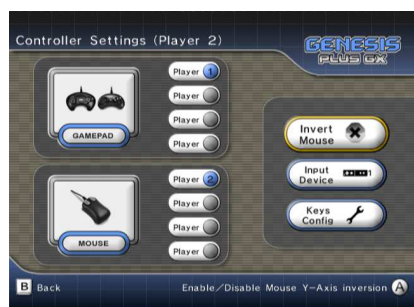 Controller Settings (Player 2)
GENESIS
PLUS GX
Player 1
Player
Player
Player
GAMEPAD
Invert
Mouse
Input
Device
Keys
Config
Player 2
Player
Player
Player
MOUSE
B Back
Enable/Disable Mouse Y-Axis inversion A